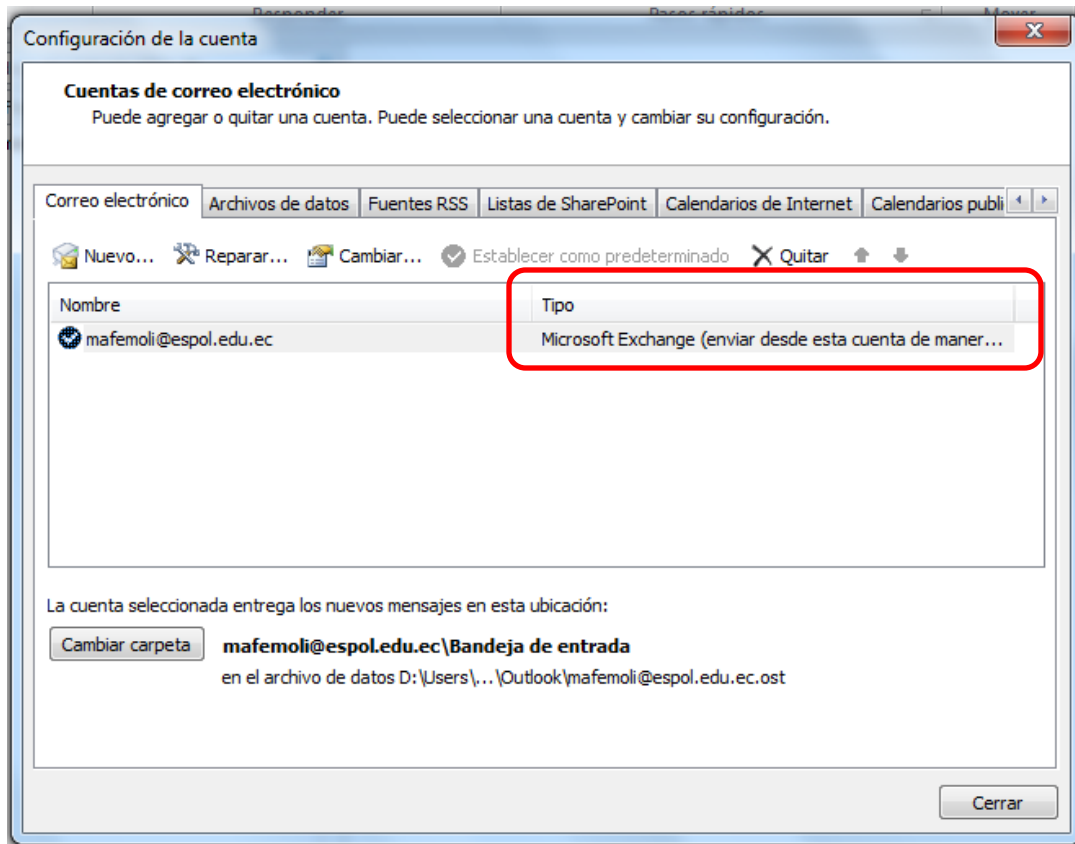 Responder Pasos rápidos Mover
Configuración de la cuenta
Cuentas de correo electrónico
Puede agregar o quitar una cuenta. Puede seleccionar una cuenta y cambiar su configuración.
Correo electrónico Archivos de datos Fuentes RSS Listas de SharePoint Calendarios de Internet Calendarios publi
Nuevo... Reparar... Cambiar... Establecer como predeterminado Quitar
Nombre Tipo
mafemoli@espol.edu.ec Microsoft Exchange (enviar desde esta cuenta de maner...
La cuenta seleccionada entrega los nuevos mensajes en esta ubicación:
Cambiar carpeta mafemoli@espol.edu.ec\Bandeja de entrada
en el archivo de datos D:\Users\...\Outlook\mafemoli@espol.edu.ec.ost
Cerrar